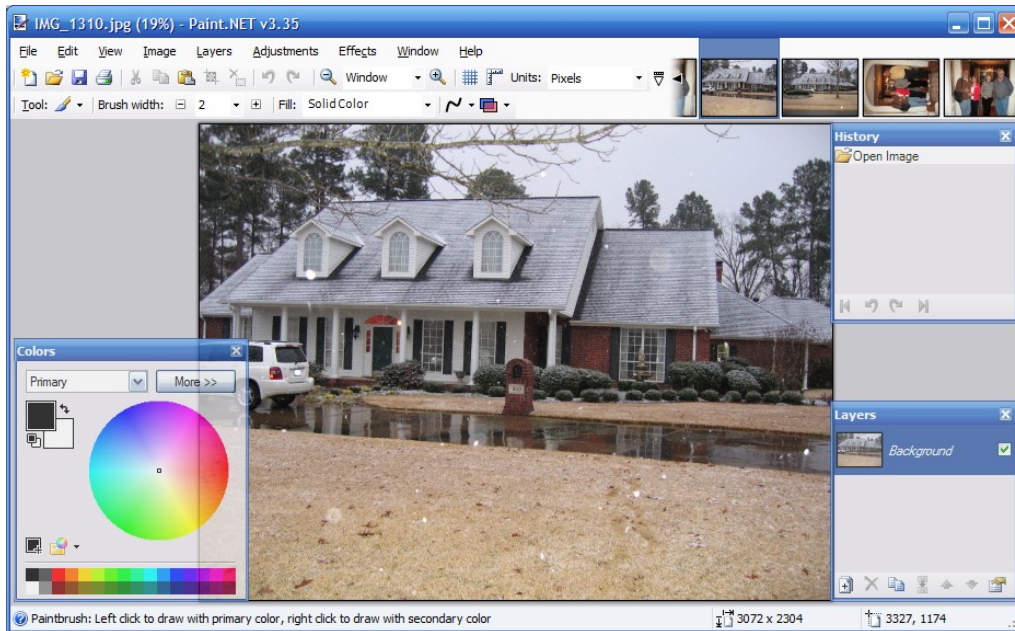 IMG_1310.jpg (19%) - Paint.NET v3.35
File Edit View Image Layers Adjustments Effects Window Help
Window Units: Pixels
Tool: Brush width: 2 Fill: Solid Color
History
Open Image
Colors
Primary More >>
Layers
Background
Paintbrush: Left click to draw with primary color, right click to draw with secondary color 3072 x 2304 3327, 1174